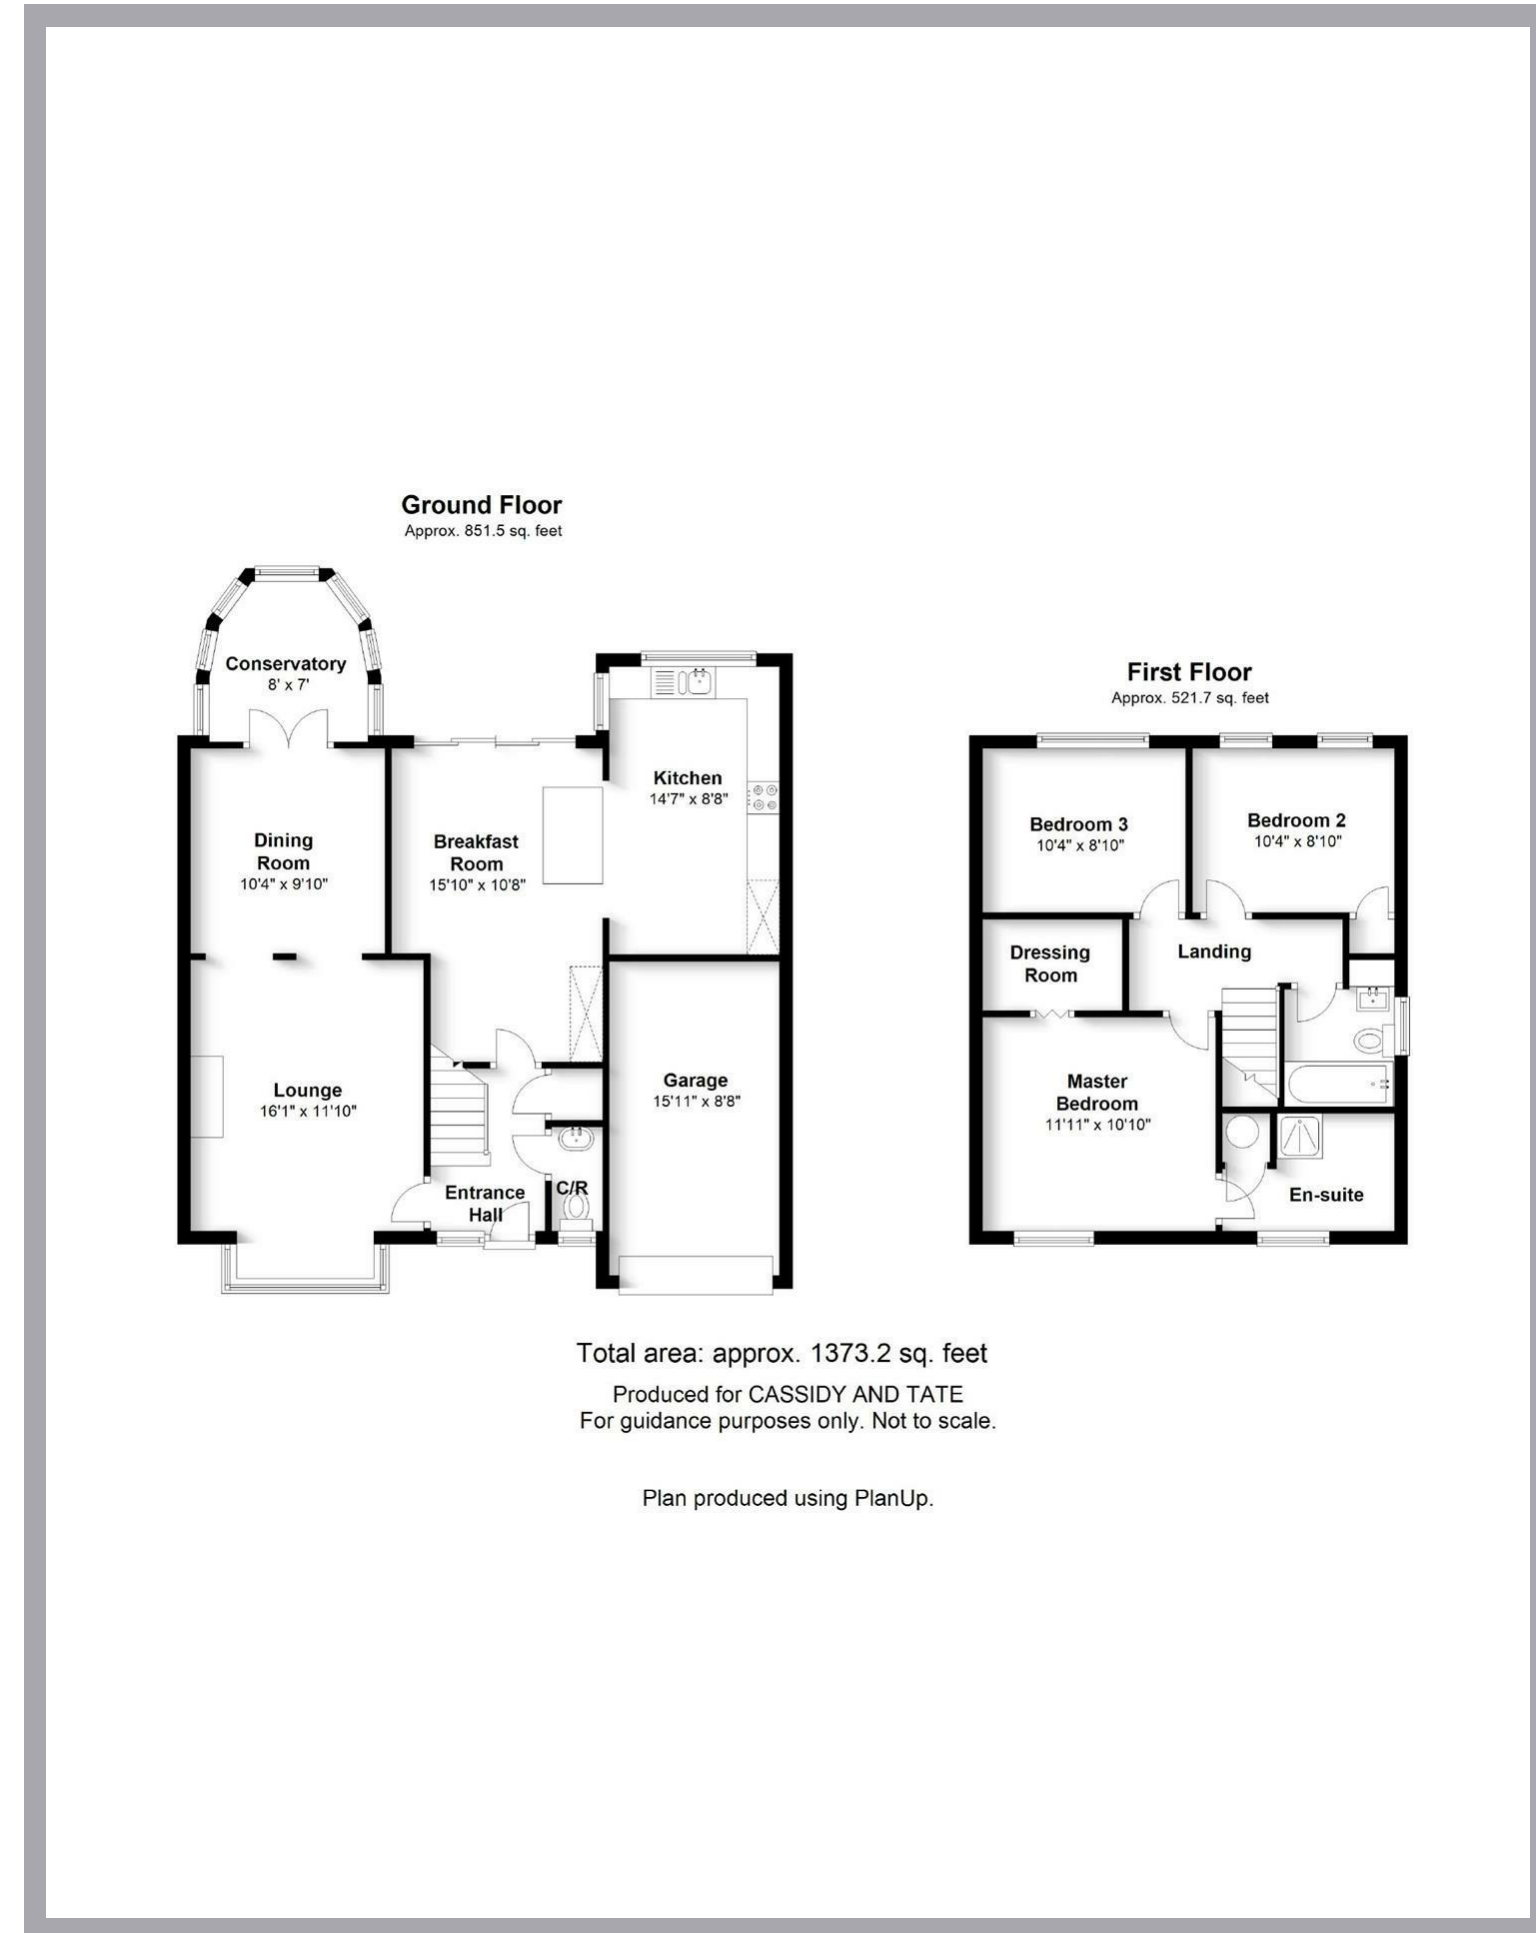 Ground Floor
Approx. 851.5 sq. feet
Conservatory
8' x 7'
Kitchen
14'7" x 8'8"
Dining
Room
10'4" x 9'10"
Breakfast
Room
15'10" x 10'8"
Lounge
16'1" x 11'10"
Garage
15'11" x 8'8"
Entrance
Hall
C/R
First Floor
Approx. 521.7 sq. feet
Bedroom 3
10'4" x 8'10"
Bedroom 2
10'4" x 8'10"
Dressing
Room
Landing
Master
Bedroom
11'11" x 10'10"
En-suite
Total area: approx. 1373.2 sq. feet
Produced for CASSIDY AND TATE
For guidance purposes only. Not to scale.
Plan produced using PlanUp.